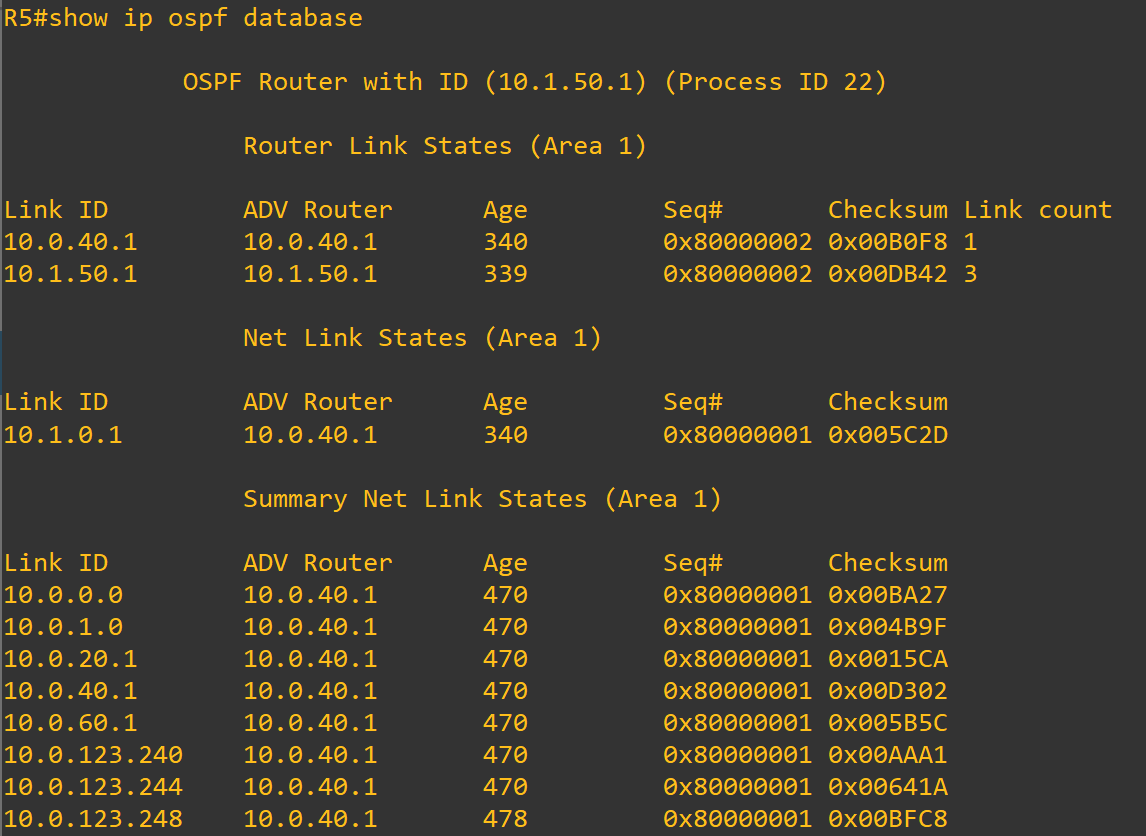 R5#show ip ospf database
OSPF Router with ID (10.1.50.1) (Process ID 22)
Router Link States (Area 1)
Link ID ADV Router Age Seq# Checksum Link count
10.0.40.1 10.0.40.1 340 0x80000002 0x00B0F8 1
10.1.50.1 10.1.50.1 339 0x80000002 0x00DB42 3
Net Link States (Area 1)
Link ID ADV Router Age Seq# Checksum
10.1.0.1 10.0.40.1 340 0x80000001 0x005C2D
Summary Net Link States (Area 1)
Link ID ADV Router Age Seq# Checksum
10.0.0.0 10.0.40.1 470 0x80000001 0x00BA27
10.0.1.0 10.0.40.1 470 0x80000001 0x004B9F
10.0.20.1 10.0.40.1 470 0x80000001 0x0015CA
10.0.40.1 10.0.40.1 470 0x80000001 0x00D302
10.0.60.1 10.0.40.1 470 0x80000001 0x005B5C
10.0.123.240 10.0.40.1 470 0x80000001 0x00AAA1
10.0.123.244 10.0.40.1 470 0x80000001 0x00641A
10.0.123.248 10.0.40.1 478 0x80000001 0x00BFC8